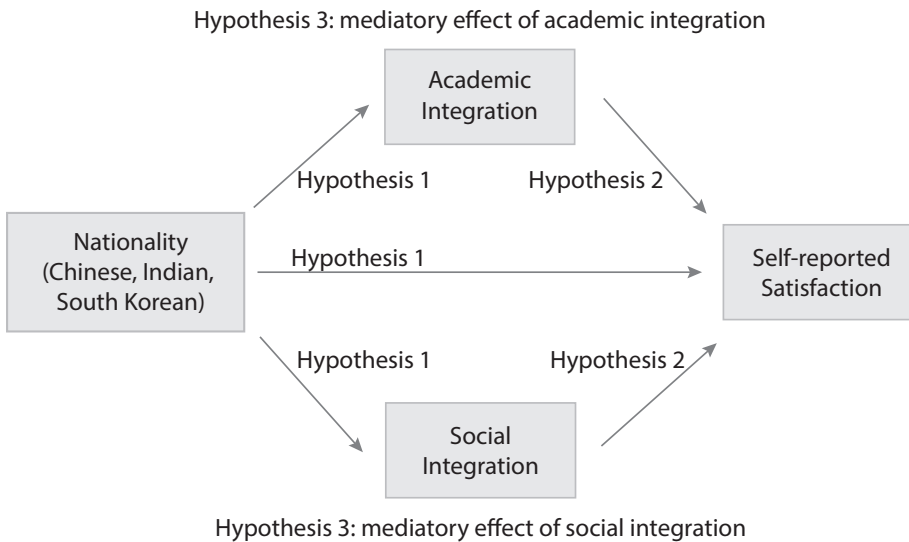 Hypothesis 3: mediatory effect of academic integration
Academic
Integration
Hypothesis 1
Hypothesis 2
Nationality
(Chinese, Indian,
South Korean)
Hypothesis 1
Self-reported
Satisfaction
Hypothesis 1
Hypothesis 2
Social
Integration
Hypothesis 3: mediatory effect of social integration